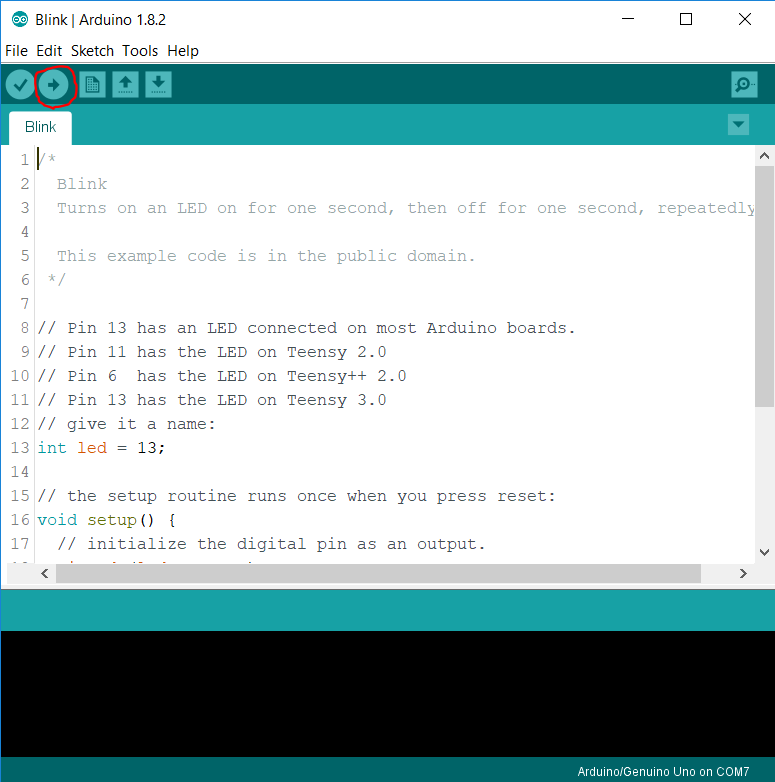 Blink | Arduino 1.8.2
File Edit Sketch Tools Help
Blink
1 /*
2 Blink
3 Turns on an LED on for one second, then off for one second, repeatedly
4
5 This example code is in the public domain.
6 */
7
8 // Pin 13 has an LED connected on most Arduino boards.
9 // Pin 11 has the LED on Teensy 2.0
10 // Pin 6  has the LED on Teensy++ 2.0
11 // Pin 13 has the LED on Teensy 3.0
12 // give it a name:
13 int led = 13;
14
15 // the setup routine runs once when you press reset:
16 void setup() {
17 // initialize the digital pin as an output.
Arduino/Genuino Uno on COM7